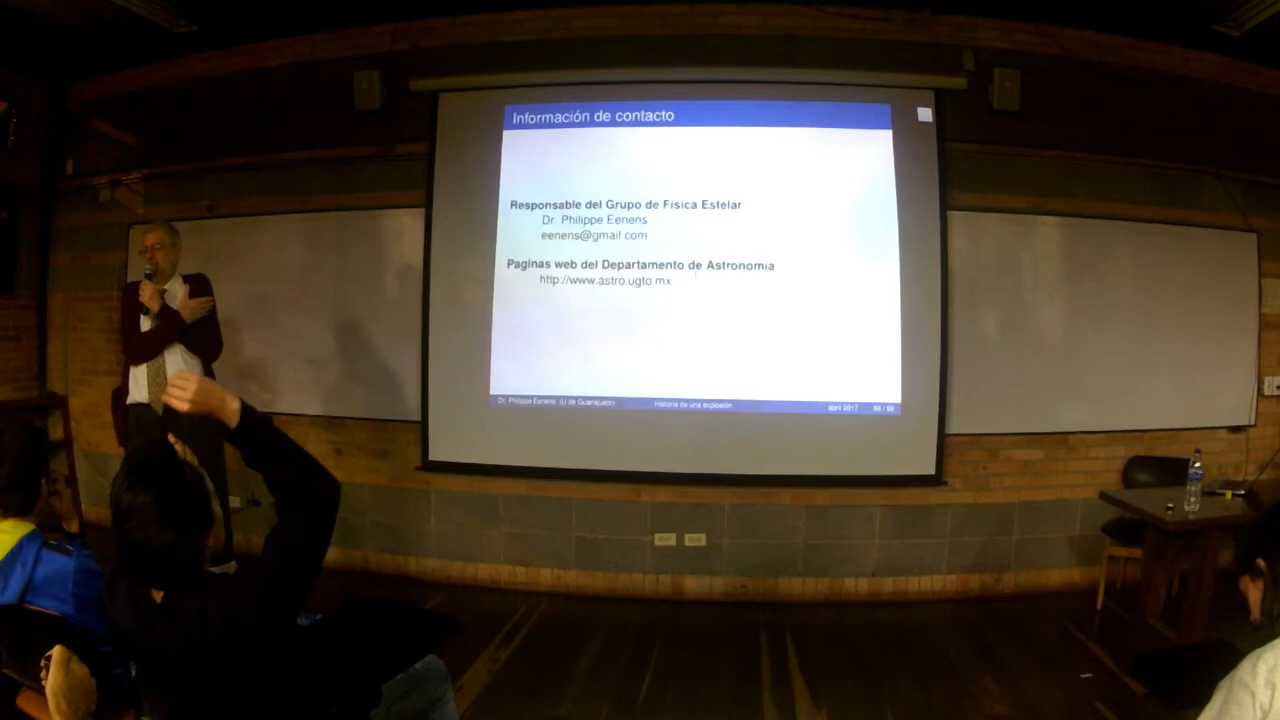 Información de contacto
Responsable del Grupo de Física Estelar
Dr. Philippe Eenens
eenens@gmail.com
Paginas web del Departamento de Astronomía
http://www.astro.ugto.mx
Dr. Philippe Eenens (U de Guanajuato) Historia de una explosión abril 2017